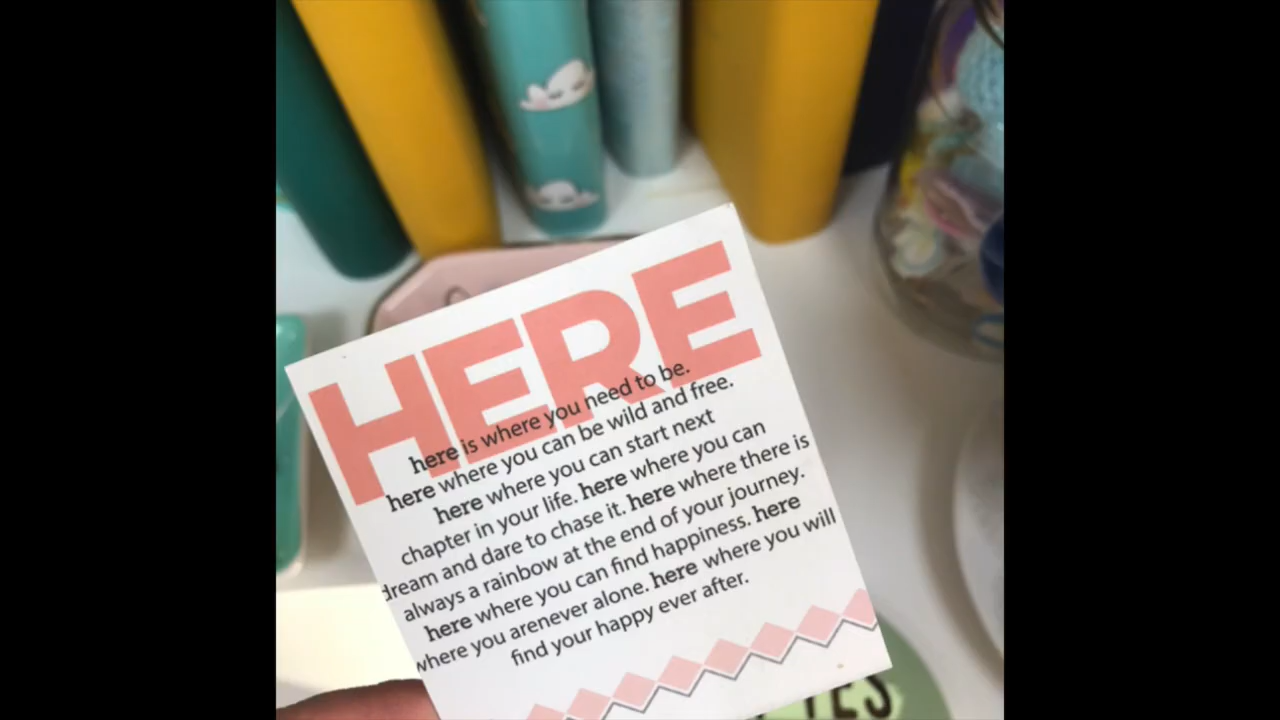 HERE
here is where you need to be.
here where you can be wild and free.
here where you can start next
chapter in your life. here where you can
dream and dare to chase it. here where there is
always a rainbow at the end of your journey.
here where you can find happiness. here
where you arenever alone. here where you will
find your happy ever after.
YES